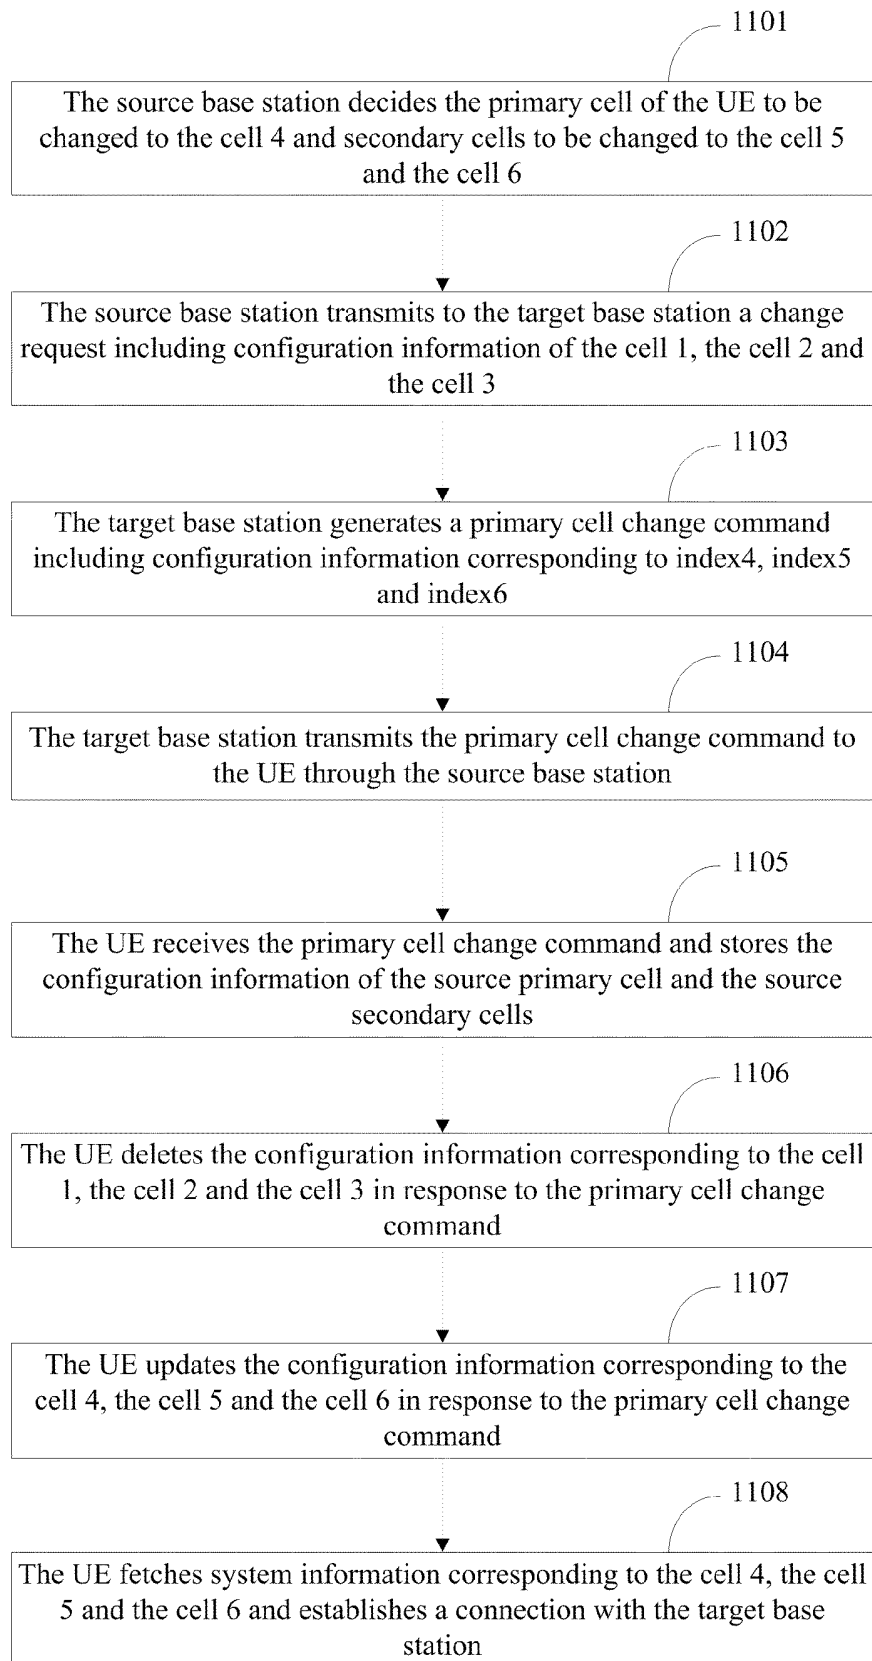 1101
The source base station decides the primary cell of the UE to be
changed to the cell 4 and secondary cells to be changed to the cell 5
and the cell 6
1102
The source base station transmits to the target base station a change
request including configuration information of the cell 1, the cell 2 and
the cell 3
1103
The target base station generates a primary cell change command
including configuration information corresponding to index4, index5
and index6
1104
The target base station transmits the primary cell change command to
the UE through the source base station
1105
The UE receives the primary cell change command and stores the
configuration information of the source primary cell and the source
secondary cells
1106
The UE deletes the configuration information corresponding to the cell
1, the cell 2 and the cell 3 in response to the primary cell change
command
1107
The UE updates the configuration information corresponding to the
cell 4, the cell 5 and the cell 6 in response to the primary cell change
command
1108
The UE fetches system information corresponding to the cell 4, the cell
5 and the cell 6 and establishes a connection with the target base
station